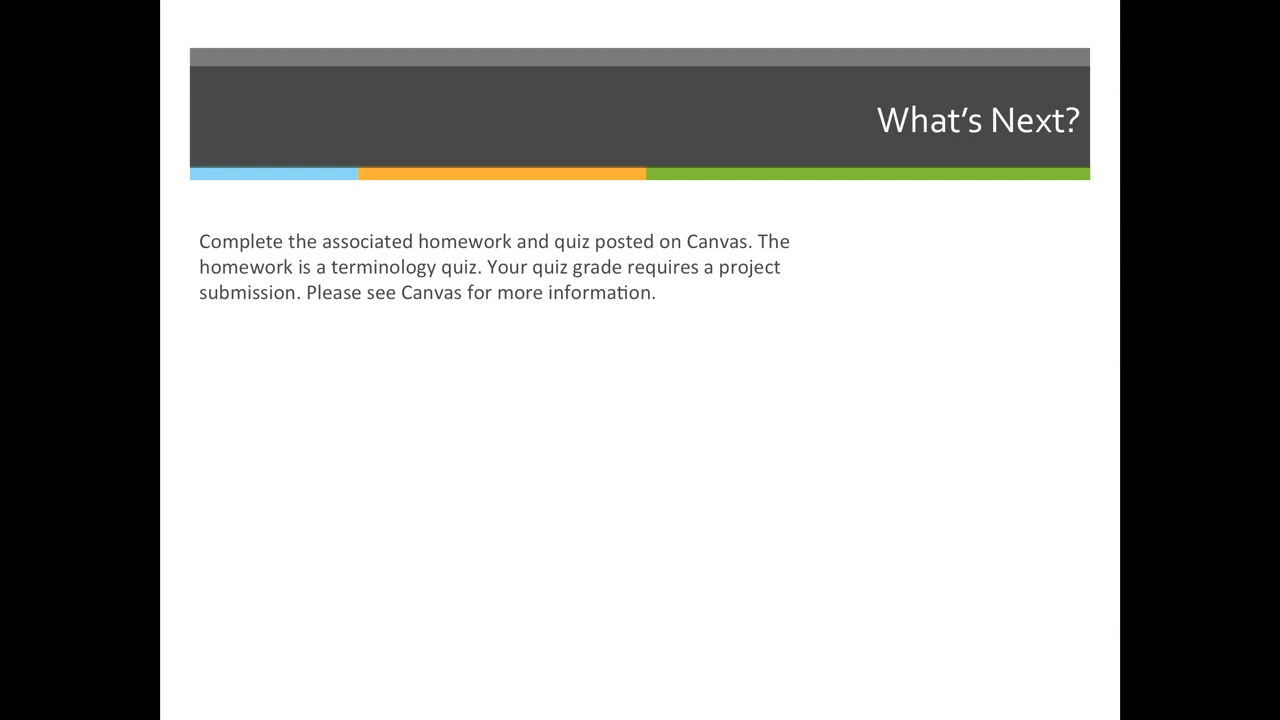 What’s Next?
Complete the associated homework and quiz posted on Canvas. The
homework is a terminology quiz. Your quiz grade requires a project
submission. Please see Canvas for more information.